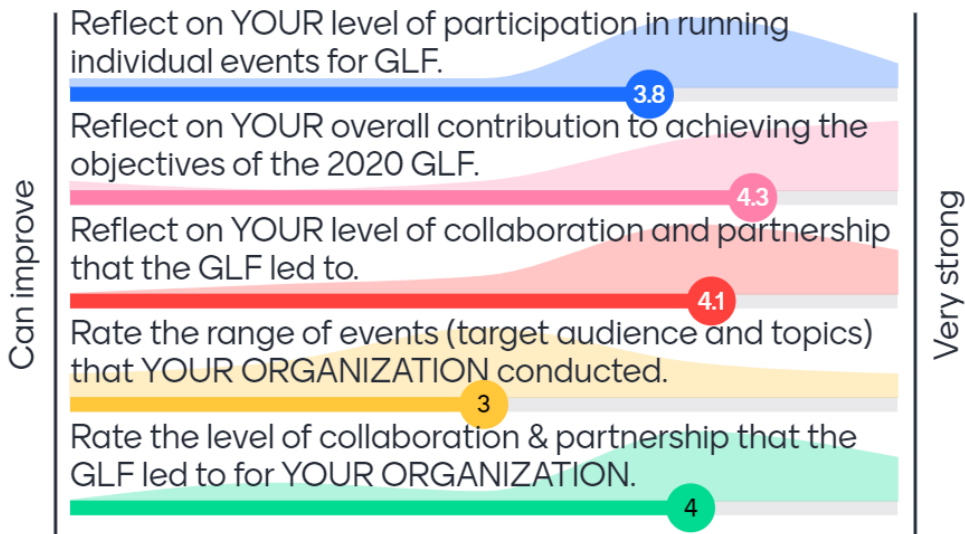 Reflect on YOUR level of participation in running
individual events for GLF.
3.8
Reflect on YOUR overall contribution to achieving the
objectives of the 2020 GLF.
4.3
Reflect on YOUR level of collaboration and partnership
that the GLF led to.
4.1
Rate the range of events (target audience and topics)
that YOUR ORGANIZATION conducted.
3
Rate the level of collaboration & partnership that the
GLF led to for YOUR ORGANIZATION.
4
Can improve
Very strong